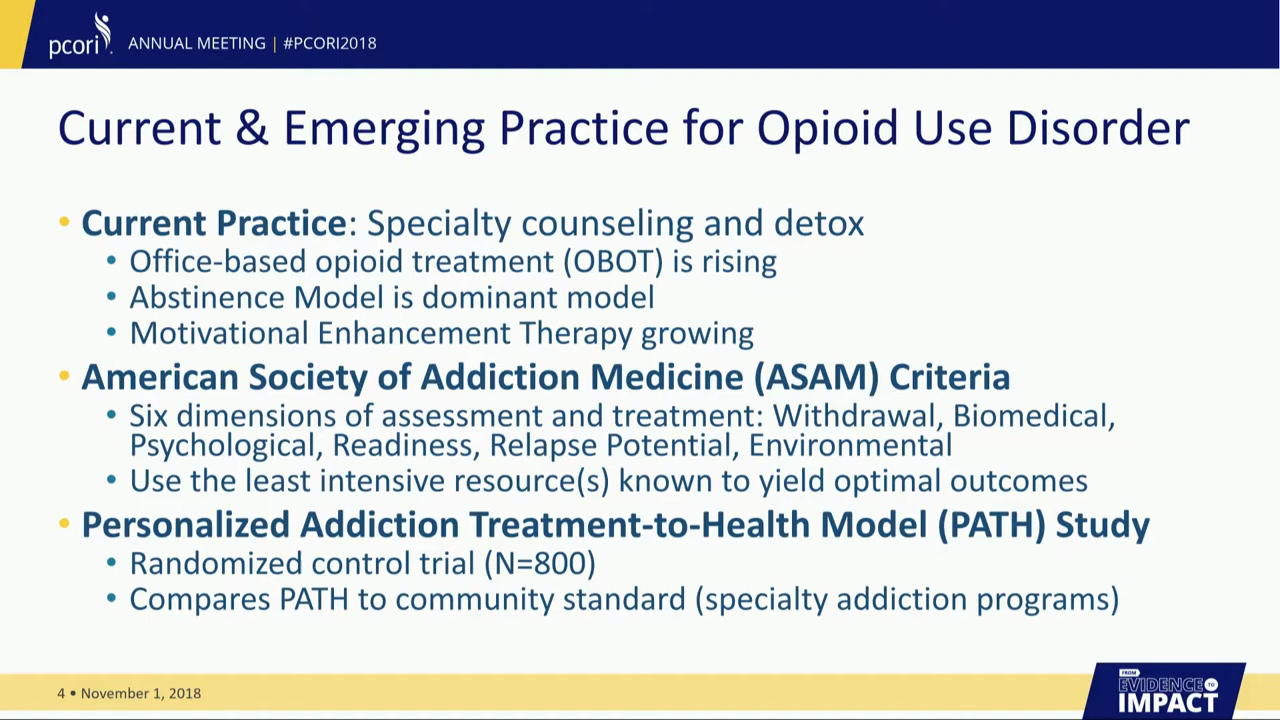 pcori
ANNUAL MEETING | #PCORI2018
Current & Emerging Practice for Opioid Use Disorder
• Current Practice: Specialty counseling and detox
• Office-based opioid treatment (OBOT) is rising
• Abstinence Model is dominant model
• Motivational Enhancement Therapy growing
• American Society of Addiction Medicine (ASAM) Criteria
• Six dimensions of assessment and treatment: Withdrawal, Biomedical,
Psychological, Readiness, Relapse Potential, Environmental
• Use the least intensive resource(s) known to yield optimal outcomes
• Personalized Addiction Treatment-to-Health Model (PATH) Study
• Randomized control trial (N=800)
• Compares PATH to community standard (specialty addiction programs)
4 • November 1, 2018
FROM
EVIDENCE TO
IMPACT